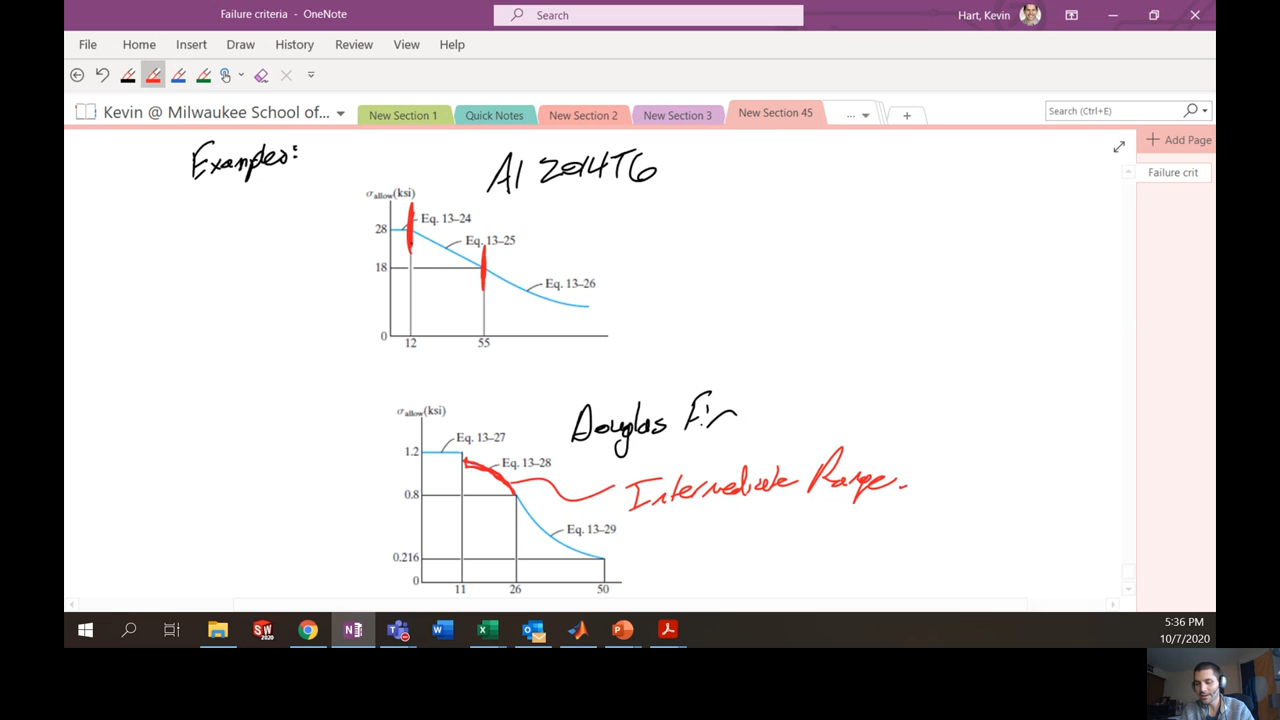 Failure criteria - OneNote
Search
Hart, Kevin
File Home Insert Draw History Review View Help
Kevin @ Milwaukee School of...
New Section 1
Quick Notes
New Section 2
New Section 3
New Section 45
...
Search (Ctrl+E)
Add Page
Failure crit
Examples:
Al 2014T6
σallow(ksi)
28
Eq. 13–24
Eq. 13–25
18
Eq. 13–26
0
12
55
Douglas Fir
σallow(ksi)
1.2
Eq. 13–27
Eq. 13–28
Intermediate Range.
0.8
Eq. 13–29
0.216
0
11
26
50
SW
2020
5:36 PM
10/7/2020